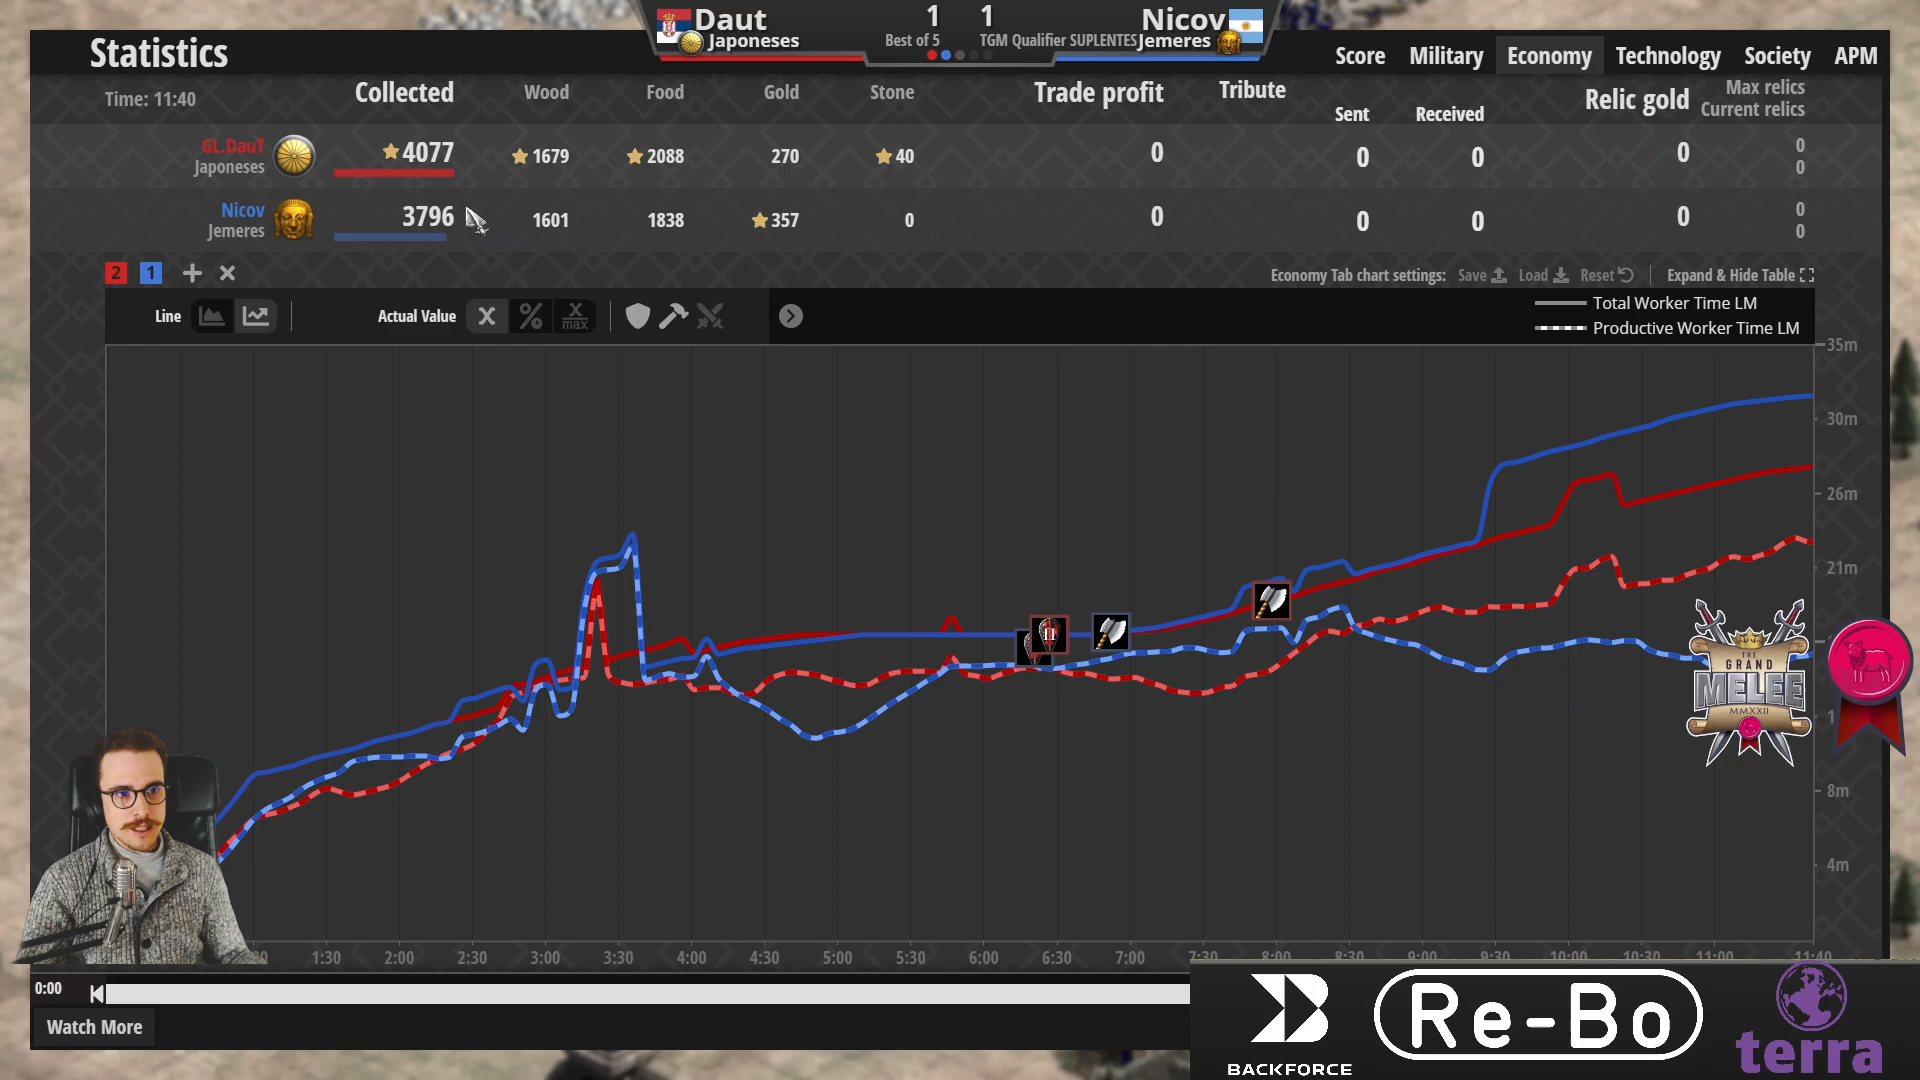 Daut
Japoneses
1
1
Best of 5
TGM Qualifier SUPLENTES
Nicov
Jemeres
Statistics
Score
Military
Economy
Technology
Society
APM
Time: 11:40
Collected
Wood
Food
Gold
Stone
Trade profit
Tribute
Sent
Received
Relic gold
Max relics
Current relics
GL.DauT
Japoneses
4077
1679
2088
270
40
0
0
0
0
0
0
Nicov
Jemeres
3796
1601
1838
357
0
0
0
0
0
0
0
2
1
Economy Tab chart settings:
Save
Load
Reset
Expand & Hide Table
Line
Actual Value
X
%
X
max
Total Worker Time LM
Productive Worker Time LM
35m
30m
26m
21m
8m
4m
II
THE
GRAND
MELEE
MMXXII
1:30
2:00
2:30
3:00
3:30
4:00
4:30
5:00
5:30
6:00
6:30
7:00
7:30
8:00
8:30
9:00
9:30
10:00
10:30
11:00
11:40
0:00
Watch More
BACKFORCE
Re-Bo
terra